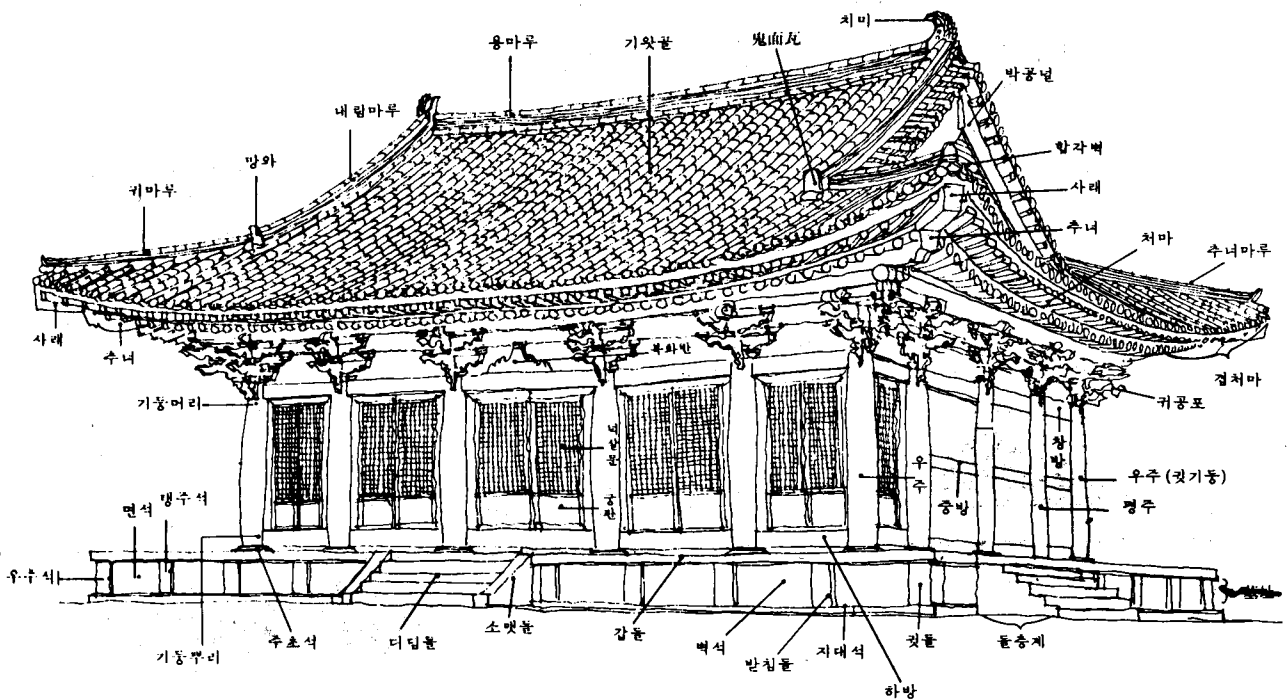 치미
용마루
기왓골
鬼面瓦
박공널
내림마루
합각벽
망와
사래
귀마루
추녀
처마
추녀마루
사래
추녀
화반
겹처마
기둥머리
귀공포
창방
궁판
우주
중방
우주 (귓기둥)
평주
면석
탱주석
우주석
기둥뿌리
주초석
디딤돌
소맷돌
갑돌
벽석
받침돌
지대석
귓돌
돌층계
하방